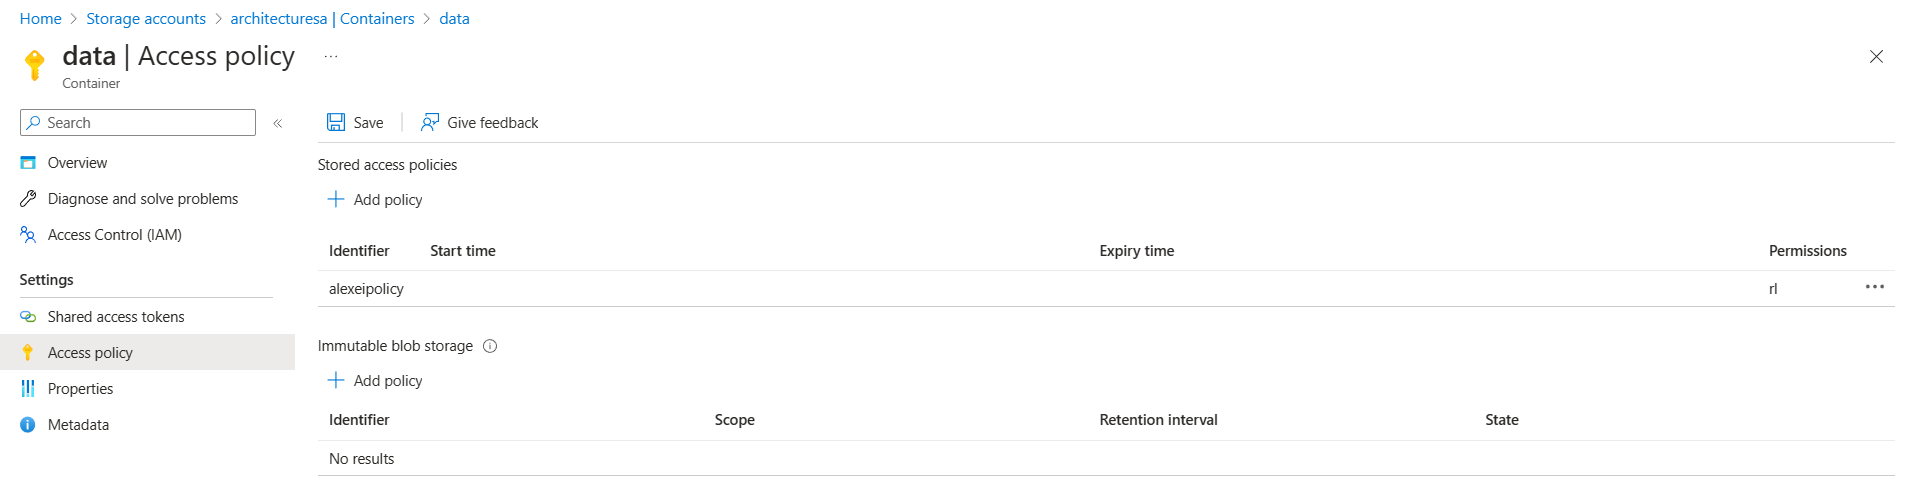 Home > Storage accounts > architecturesa | Containers > data
data | Access policy ...
Container
Search
«
Overview
Diagnose and solve problems
Access Control (IAM)
Settings
Shared access tokens
Access policy
Properties
Metadata
Save | Give feedback
Stored access policies
+ Add policy
Identifier Start time Expiry time Permissions
alexeipolicy rl ...
Immutable blob storage
+ Add policy
Identifier Scope Retention interval State
No results